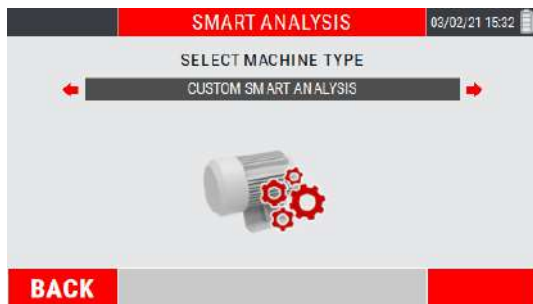 SMART ANALYSIS
03/02/21 15:32
SELECT MACHINE TYPE
CUSTOM SMART ANALYSIS
BACK